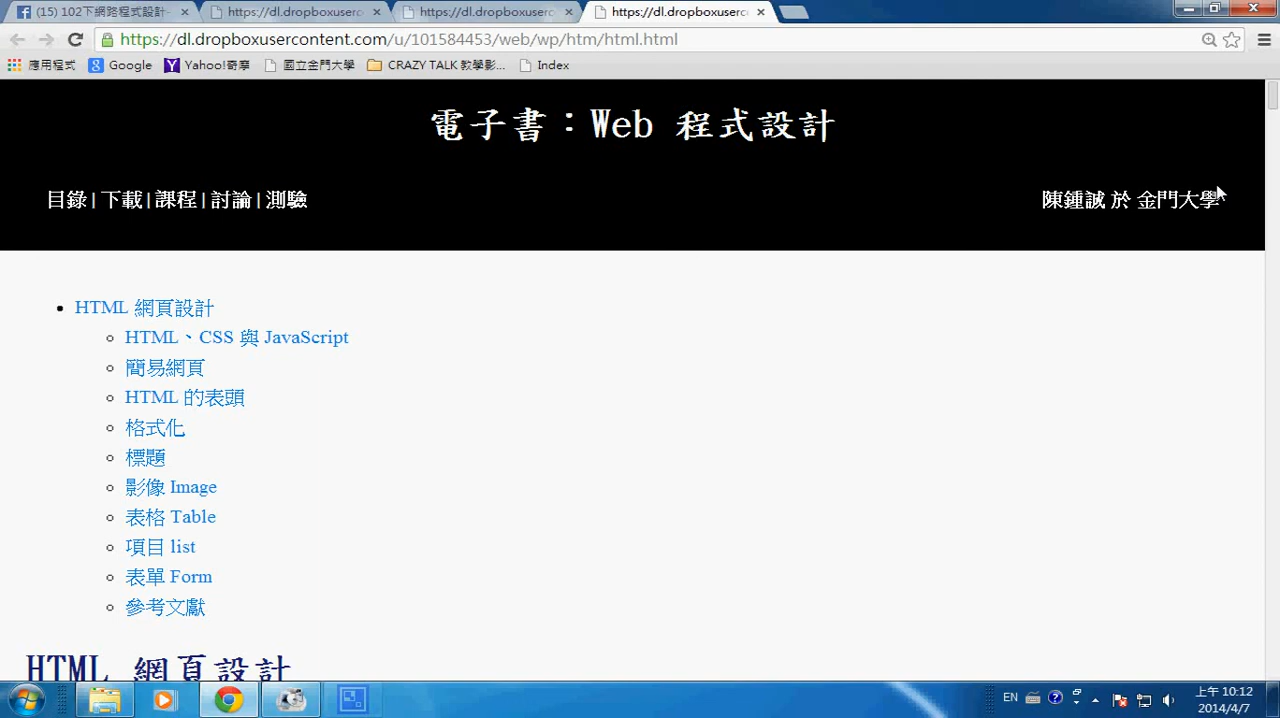 (15) 102下網路程式設計- https://dl.dropboxuserc https://dl.dropboxuserc https://dl.dropboxuserc
https://dl.dropboxusercontent.com/u/101584453/web/wp/htm/html.html
應用程式 Google Yahoo!奇摩 國立金門大學 CRAZY TALK 教學影... Index
電子書：Web 程式設計
目錄 | 下載 | 課程 | 討論 | 測驗 陳鍾誠 於 金門大學
HTML 網頁設計
HTML、CSS 與 JavaScript
簡易網頁
HTML 的表頭
格式化
標題
影像 Image
表格 Table
項目 list
表單 Form
參考文獻
HTML 網頁設計
EN 上午 10:12
2014/4/7